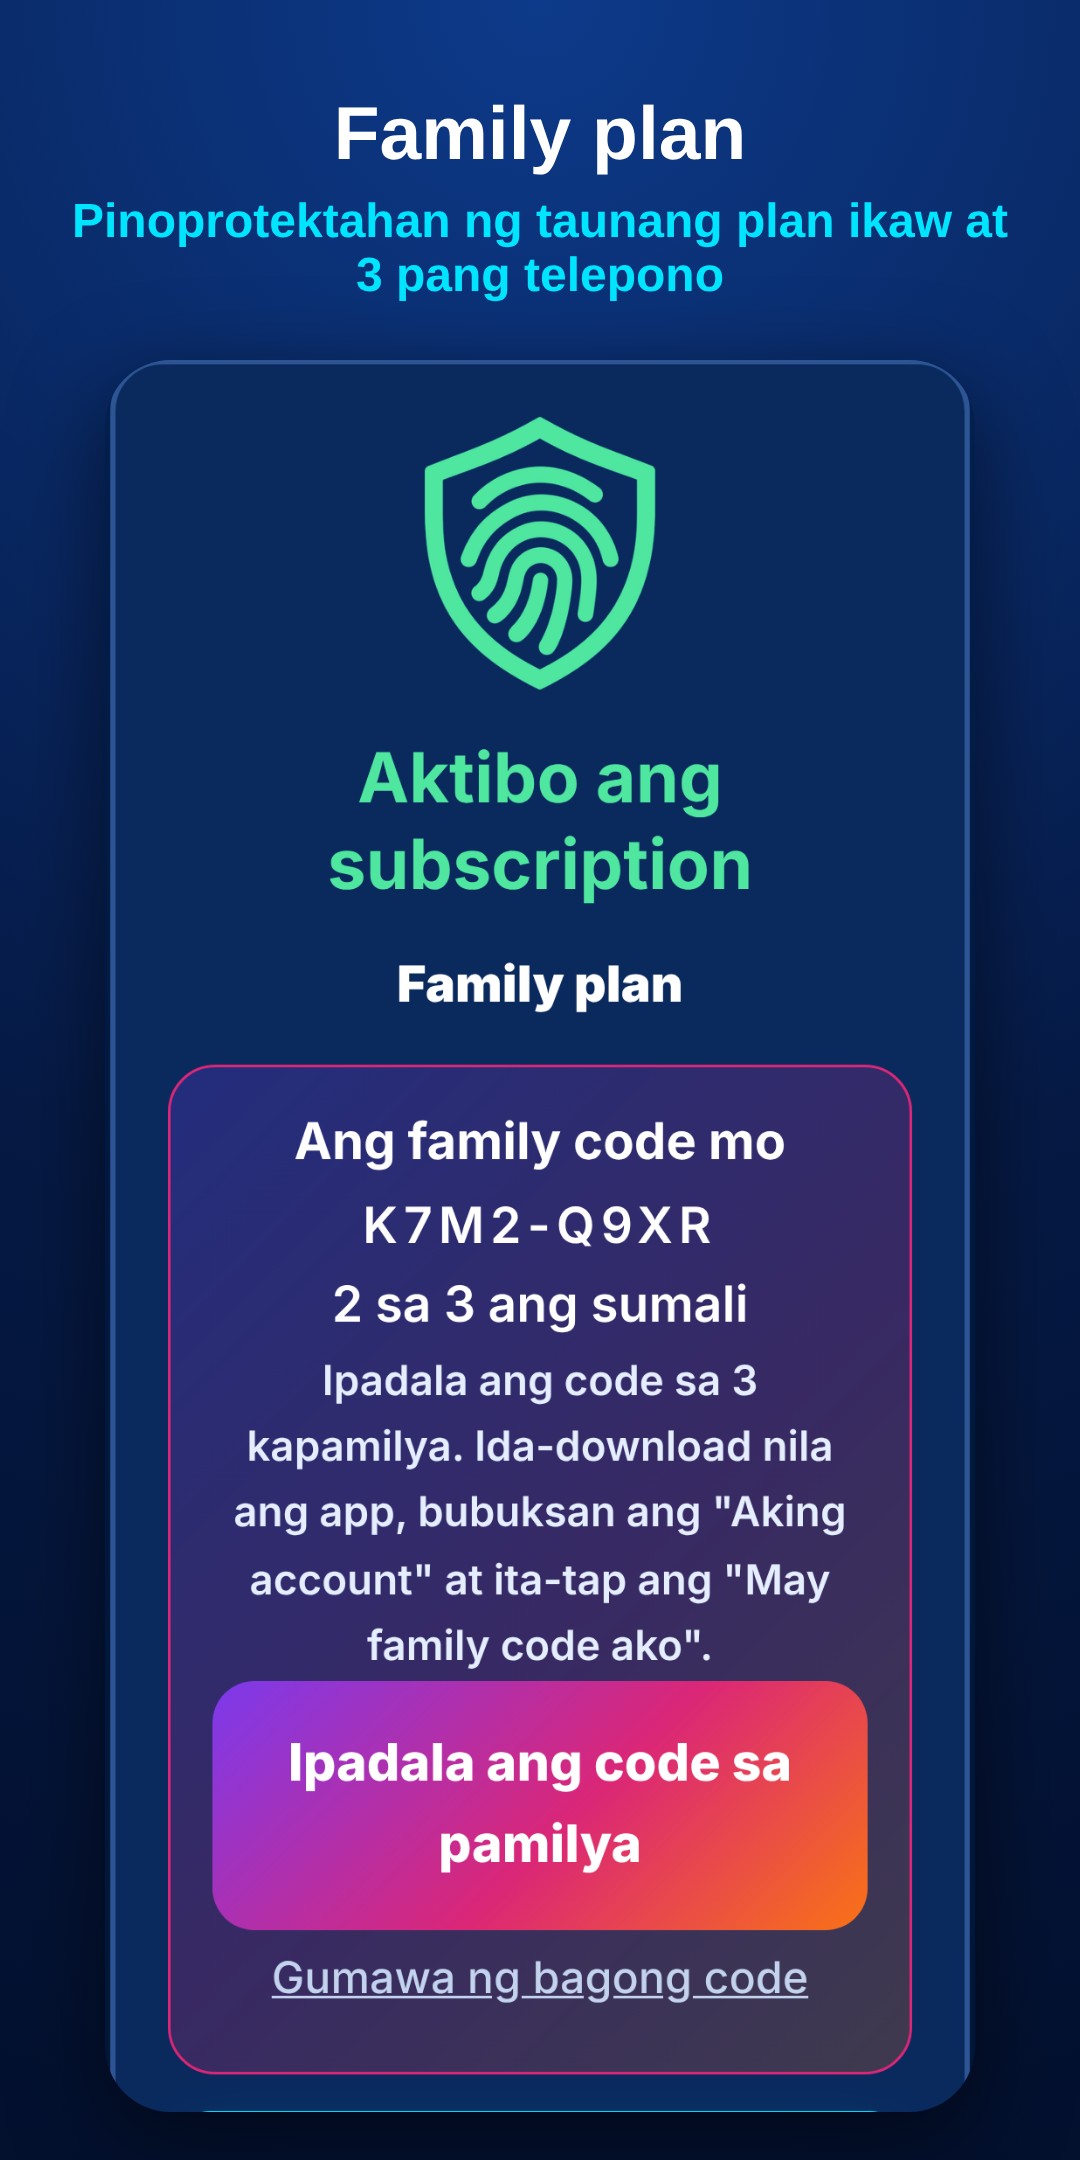 Family plan
Pinoprotektahan ng taunang plan ikaw at
3 pang telepono
Aktibo ang
subscription
Family plan
Ang family code mo
K7M2-Q9XR
2 sa 3 ang sumali
Ipadala ang code sa 3
kapamilya. Ida-download nila
ang app, bubuksan ang "Aking
account" at ita-tap ang "May
family code ako".
Ipadala ang code sa
pamilya
Gumawa ng bagong code